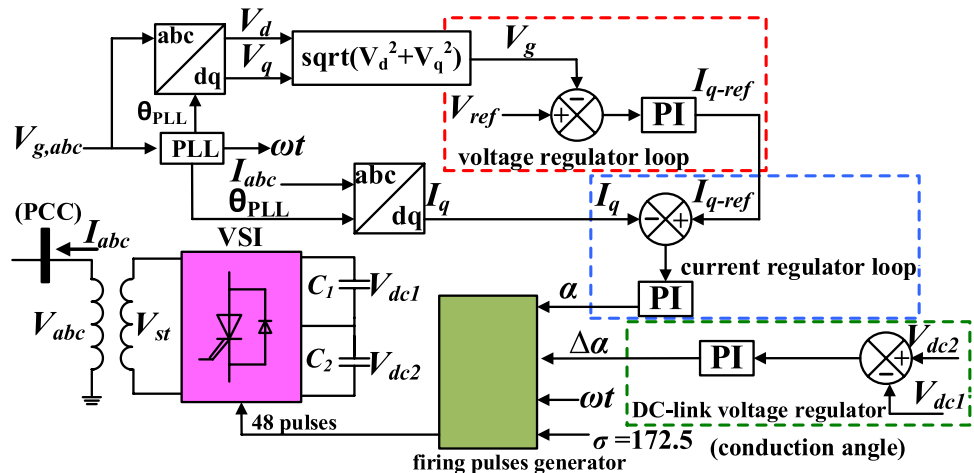 abc
dq
V_d
V_q
sqrt(V_d^2+V_q^2)
V_g
V_ref
−
+
PI
I_q-ref
voltage regulator loop
θ_PLL
V_g,abc
PLL
ωt
I_abc
θ_PLL
abc
dq
I_q
I_q
−
+
I_q-ref
current regulator loop
PI
α
(PCC)
I_abc
VSI
V_abc
V_st
C_1
V_dc1
C_2
V_dc2
48 pulses
firing pulses generator
Δα
ωt
σ =172.5
(conduction angle)
PI
+
−
V_dc2
V_dc1
DC-link voltage regulator